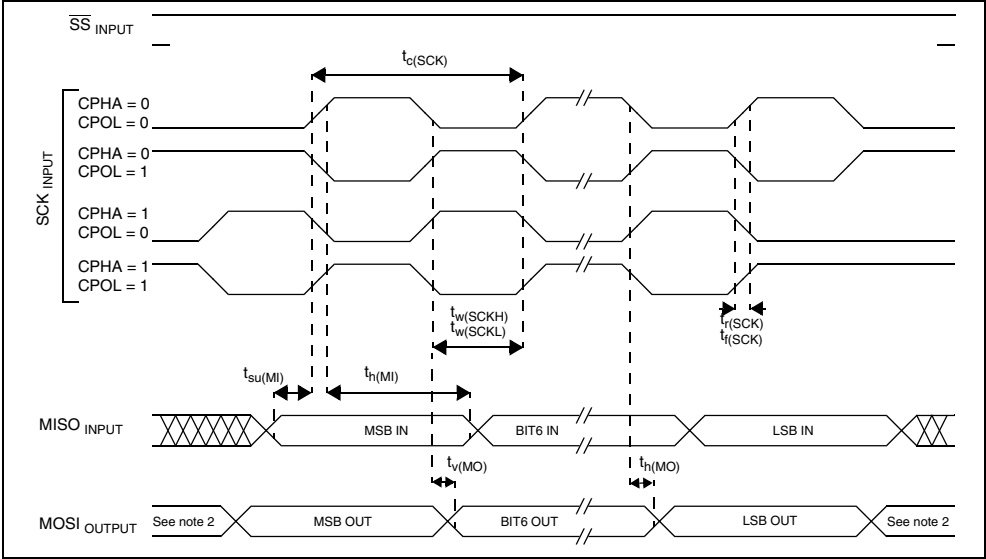 SS INPUT
tc(SCK)
SCK INPUT
CPHA = 0
CPOL = 0
CPHA = 0
CPOL = 1
CPHA = 1
CPOL = 0
CPHA = 1
CPOL = 1
tw(SCKH)
tw(SCKL)
tr(SCK)
tf(SCK)
tsu(MI)
th(MI)
MISO INPUT
MSB IN
BIT6 IN
LSB IN
tv(MO)
th(MO)
MOSI OUTPUT
See note 2
MSB OUT
BIT6 OUT
LSB OUT
See note 2